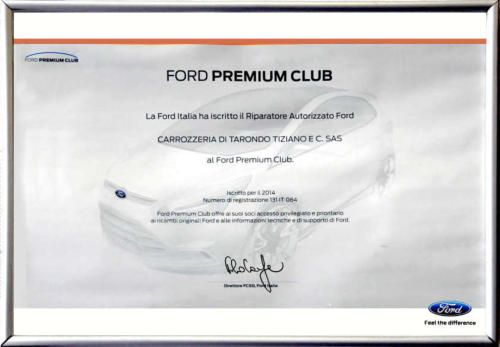 FORD PREMIUM CLUB
FORD PREMIUM CLUB
La Ford Italia ha iscritto il Riparatore Autorizzato Ford
CARROZZERIA DI TARONDO TIZIANO E C. SAS
al Ford Premium Club.
Iscritto per il 2014
Numero di registrazione 131-IT 064
Ford Premium Club offre ai suoi soci accesso privilegiato e prioritario
ai ricambi originali Ford e alle informazioni tecniche e di supporto di Ford.
Direttore FCSD, Ford Italia
Ford
Feel the difference